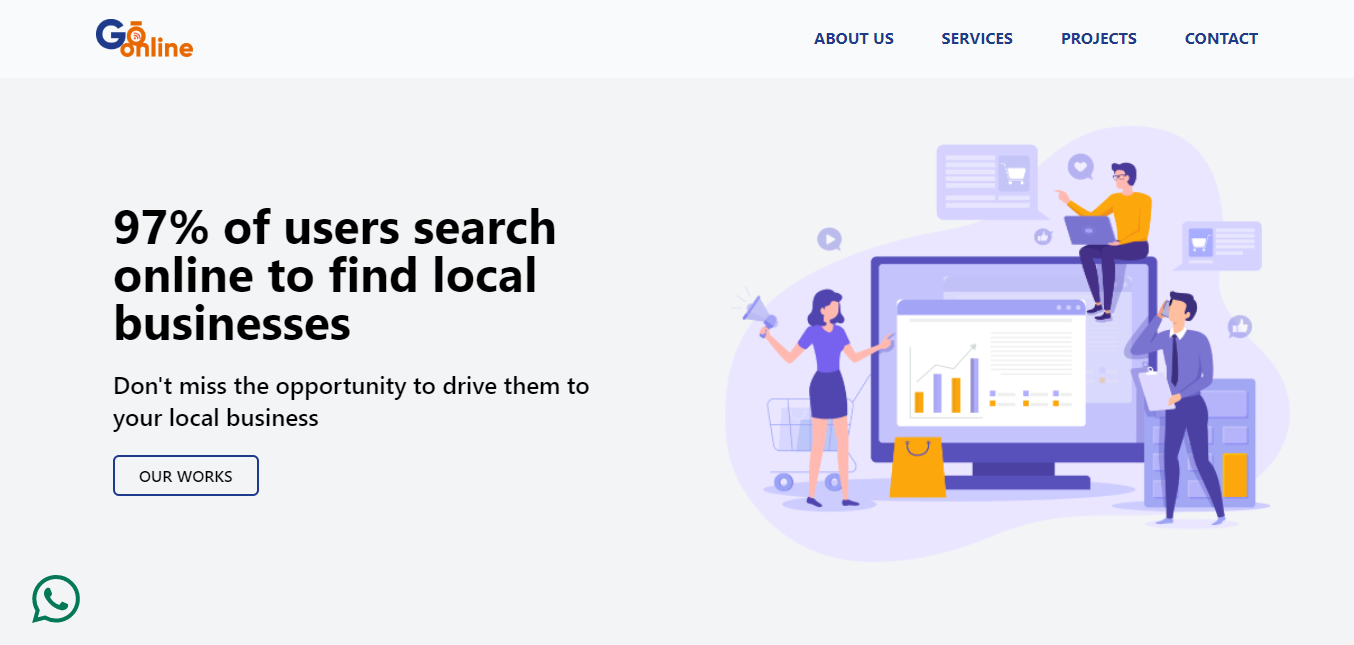 Go
online
ABOUT US
SERVICES
PROJECTS
CONTACT
97% of users search
online to find local
businesses
Don't miss the opportunity to drive them to
your local business
OUR WORKS